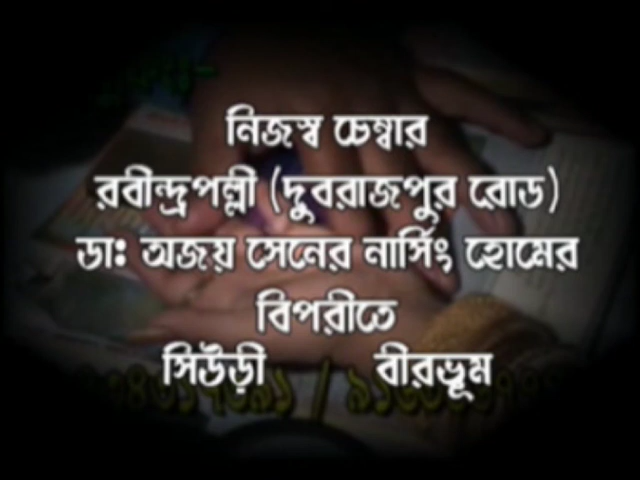 নিজস্ব চেম্বার
রবীন্দ্রপল্লী (দুবরাজপুর রোড)
ডাঃ অজয় সেনের নার্সিং হোমের
বিপরীতে
সিউড়ী বীরভূম